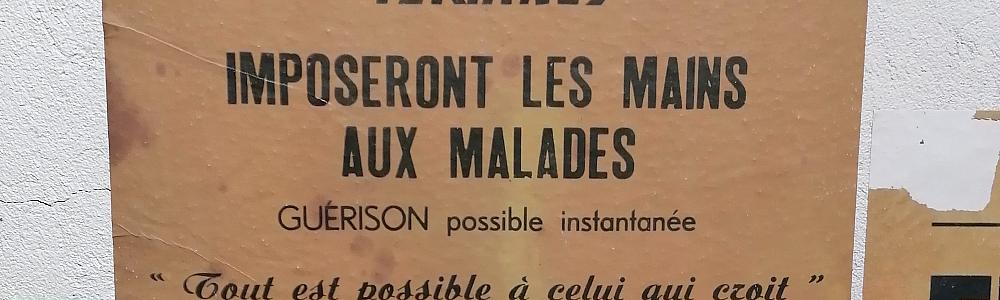 IMPOSERONT LES MAINS
AUX MALADES
GUÉRISON possible instantanée
“ Tout est possible à celui qui croit ”